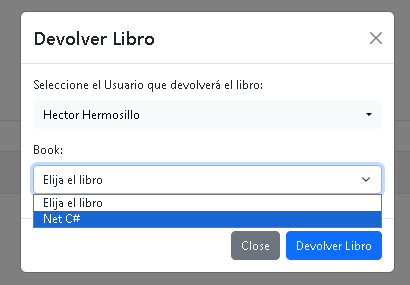 Devolver Libro
Seleccione el Usuario que devolverá el libro:
Hector Hermosillo
Book:
Elija el libro
Elija el libro
Net C#
Close Devolver Libro